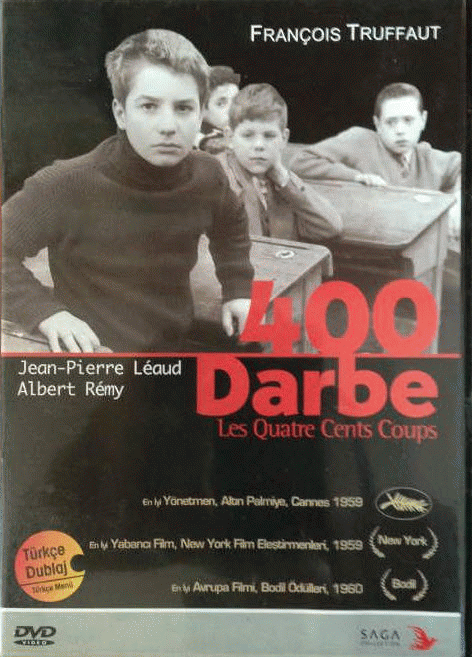 FRANÇOIS TRUFFAUT
400
Darbe
Les Quatre Cents Coups
Jean-Pierre Léaud
Albert Rémy
En İyi Yönetmen, Altın Palmiye, Cannes 1959
En İyi Yabancı Film, New York Film Eleştirmenleri, 1959
New York
En İyi Avrupa Filmi, Bodil Ödülleri, 1960
Bodil
Türkçe
Dublaj
Türkçe Menü
DVD
VIDEO
SAGA
COLLECTION